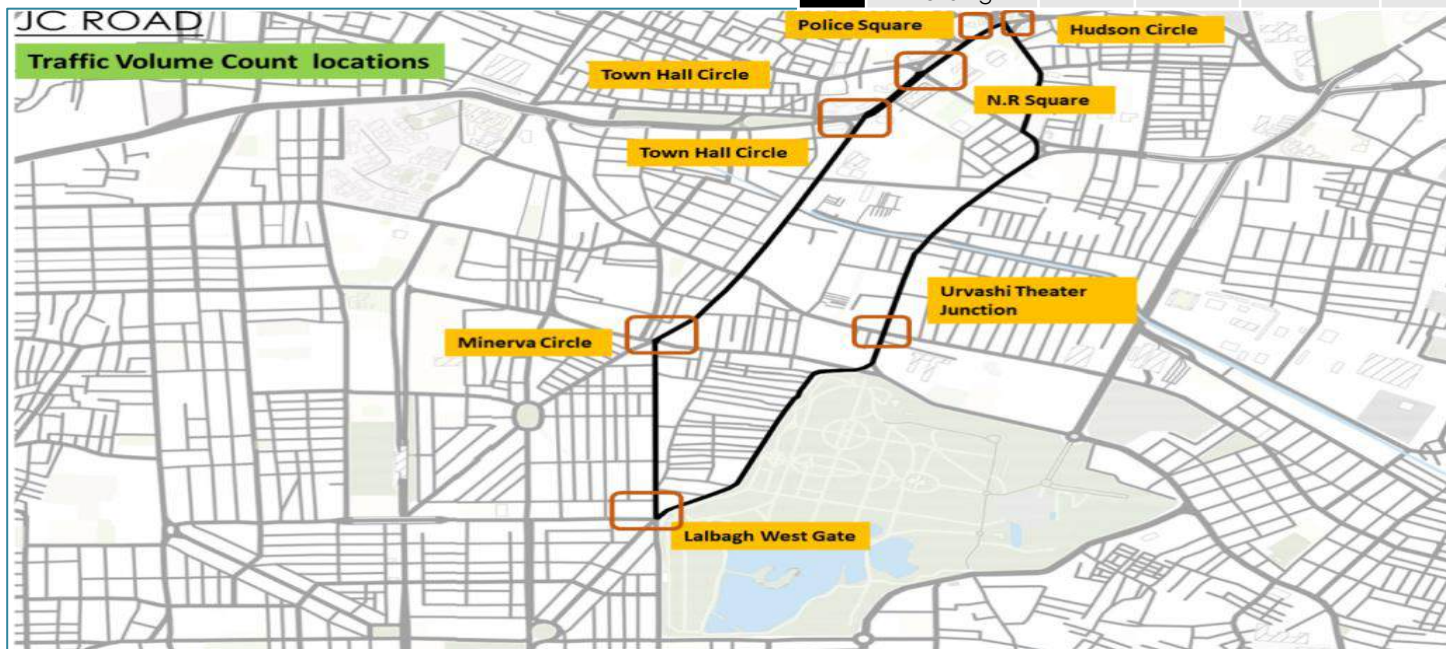 JC ROAD
Traffic Volume Count locations
Police Square
Hudson Circle
Town Hall Circle
N.R Square
Town Hall Circle
Urvashi Theater
Junction
Minerva Circle
Lalbagh West Gate